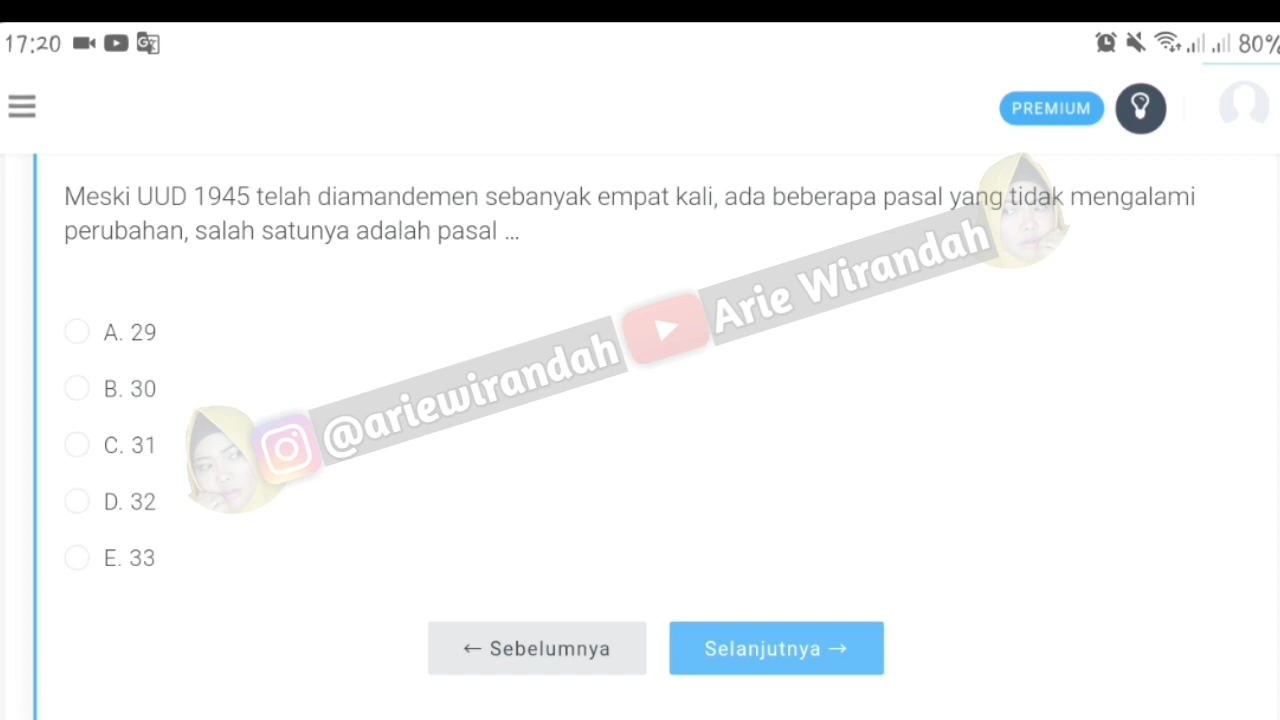 17:20
80%
PREMIUM
Meski UUD 1945 telah diamandemen sebanyak empat kali, ada beberapa pasal yang tidak mengalami
perubahan, salah satunya adalah pasal ...
A. 29
B. 30
C. 31
D. 32
E. 33
@ariewirandah Arie Wirandah
← Sebelumnya
Selanjutnya →